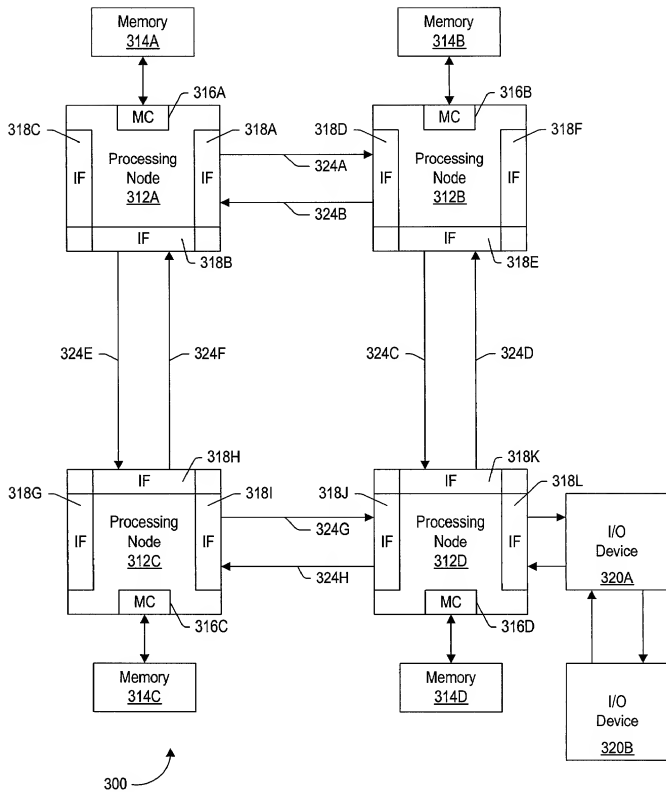 Memory
314A
Memory
314B
316A
316B
318C
MC
318A
318D
MC
318F
IF
Processing
Node
312A
IF
324A
IF
Processing
Node
312B
IF
324B
IF
318B
IF
318E
324E
324F
324C
324D
318H
318K
318G
IF
318I
318J
IF
318L
IF
Processing
Node
312C
IF
324G
IF
Processing
Node
312D
IF
I/O
Device
320A
324H
MC
316C
MC
316D
Memory
314C
Memory
314D
I/O
Device
320B
300